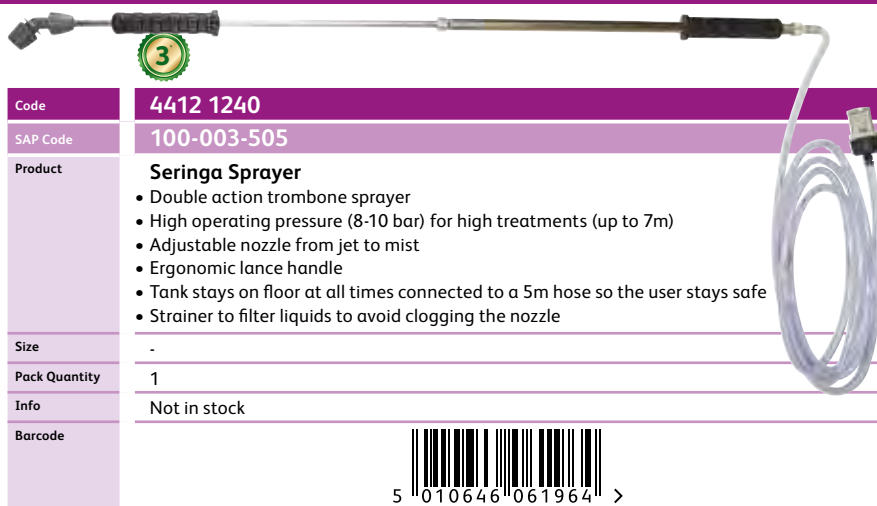 3
Code 4412 1240
SAP Code 100-003-505
Product Seringa Sprayer
• Double action trombone sprayer
• High operating pressure (8-10 bar) for high treatments (up to 7m)
• Adjustable nozzle from jet to mist
• Ergonomic lance handle
• Tank stays on floor at all times connected to a 5m hose so the user stays safe
• Strainer to filter liquids to avoid clogging the nozzle
Size -
Pack Quantity 1
Info Not in stock
Barcode
5 010646 061964 >